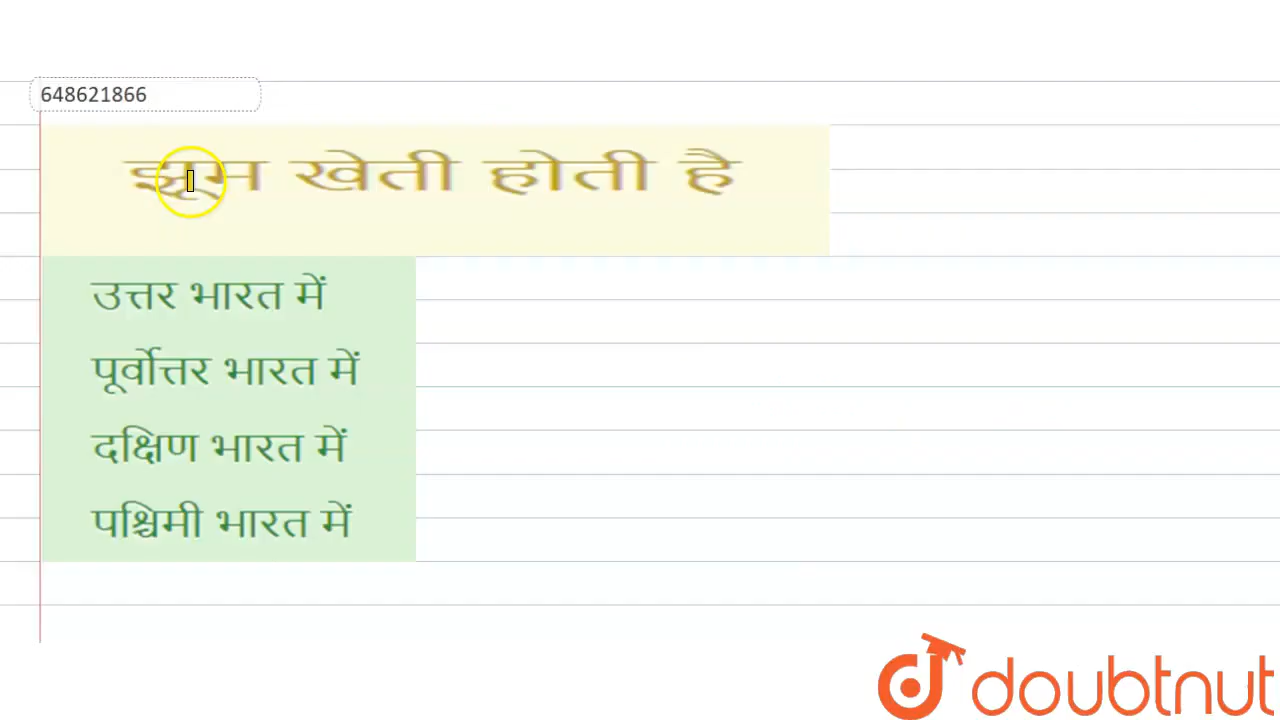 648621866
झूम खेती होती है
उत्तर भारत में
पूर्वोत्तर भारत में
दक्षिण भारत में
पश्चिमी भारत में
doubtnut